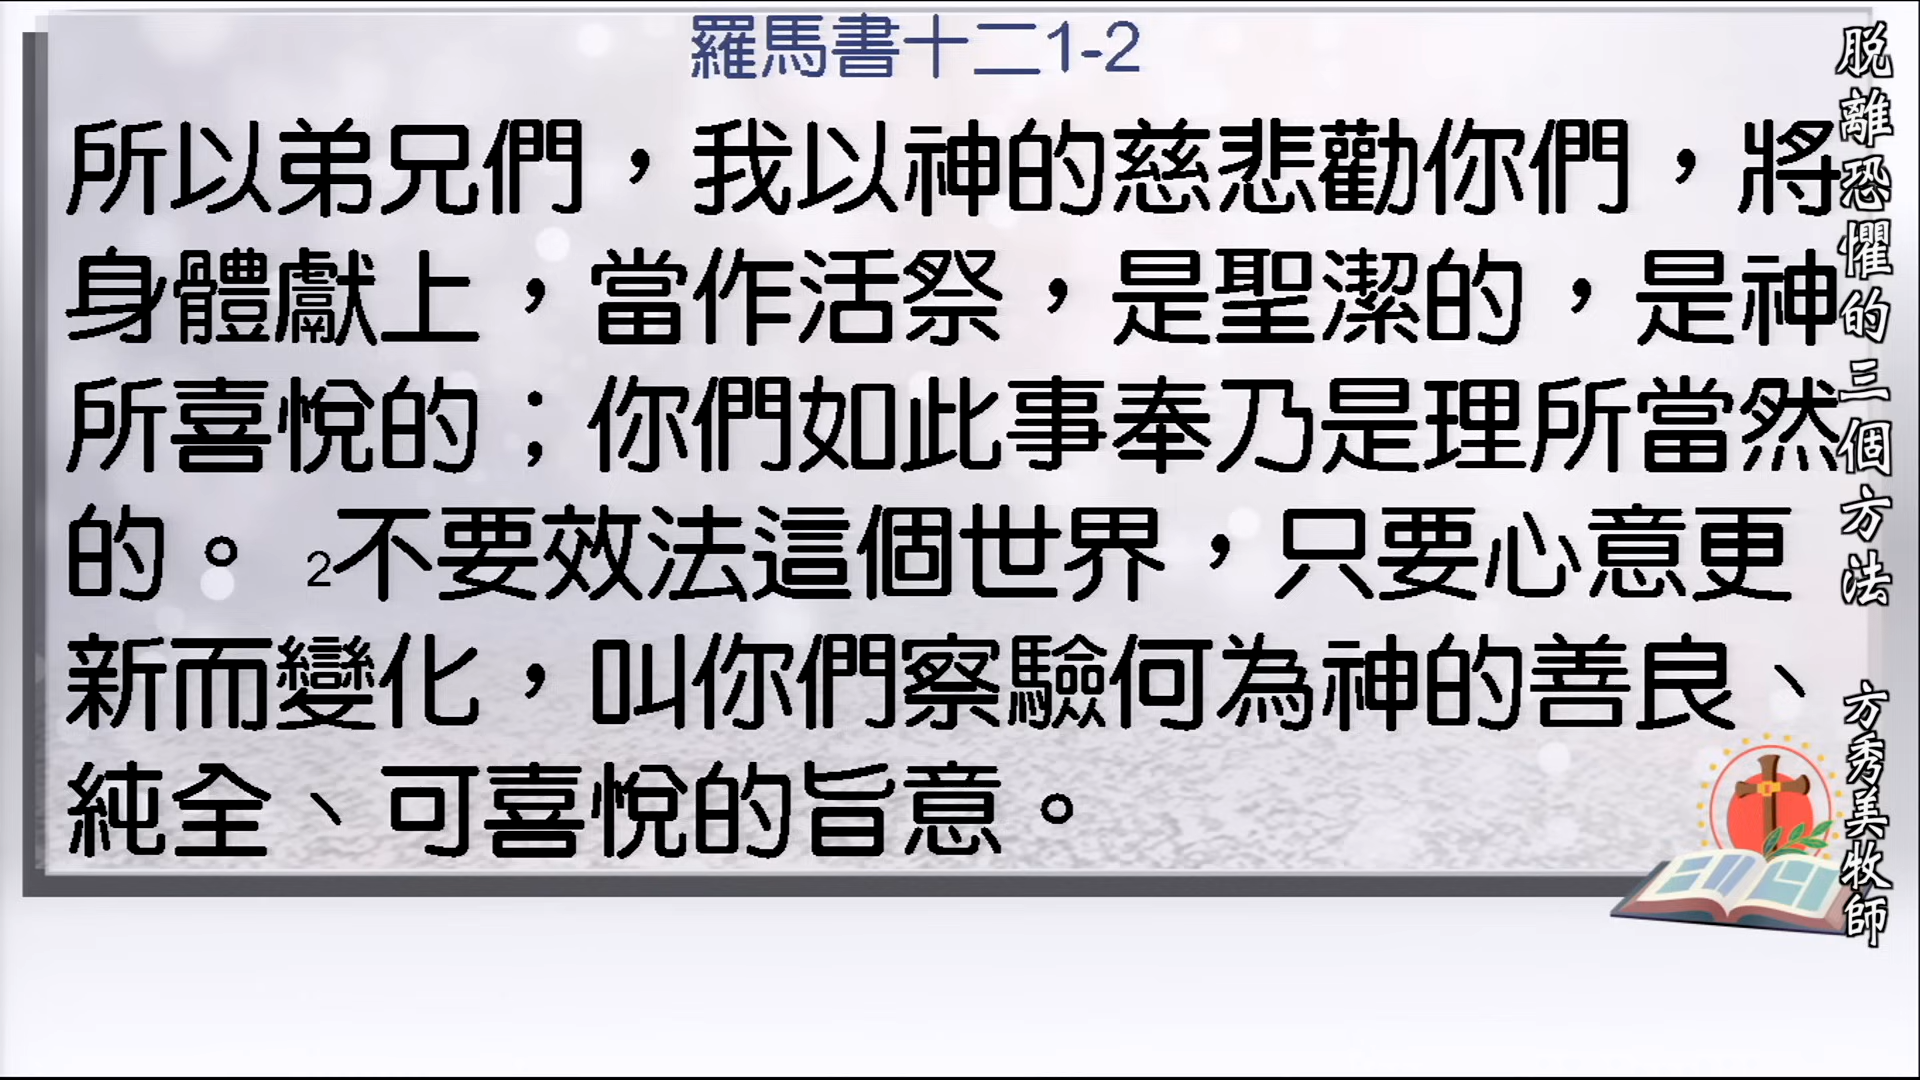 羅馬書十二1-2
所以弟兄們，我以神的慈悲勸你們，將
身體獻上，當作活祭，是聖潔的，是神
所喜悅的；你們如此事奉乃是理所當然
的。 2不要效法這個世界，只要心意更
新而變化，叫你們察驗何為神的善良、
純全、可喜悅的旨意。
脫離恐懼的三個方法 方秀美牧師